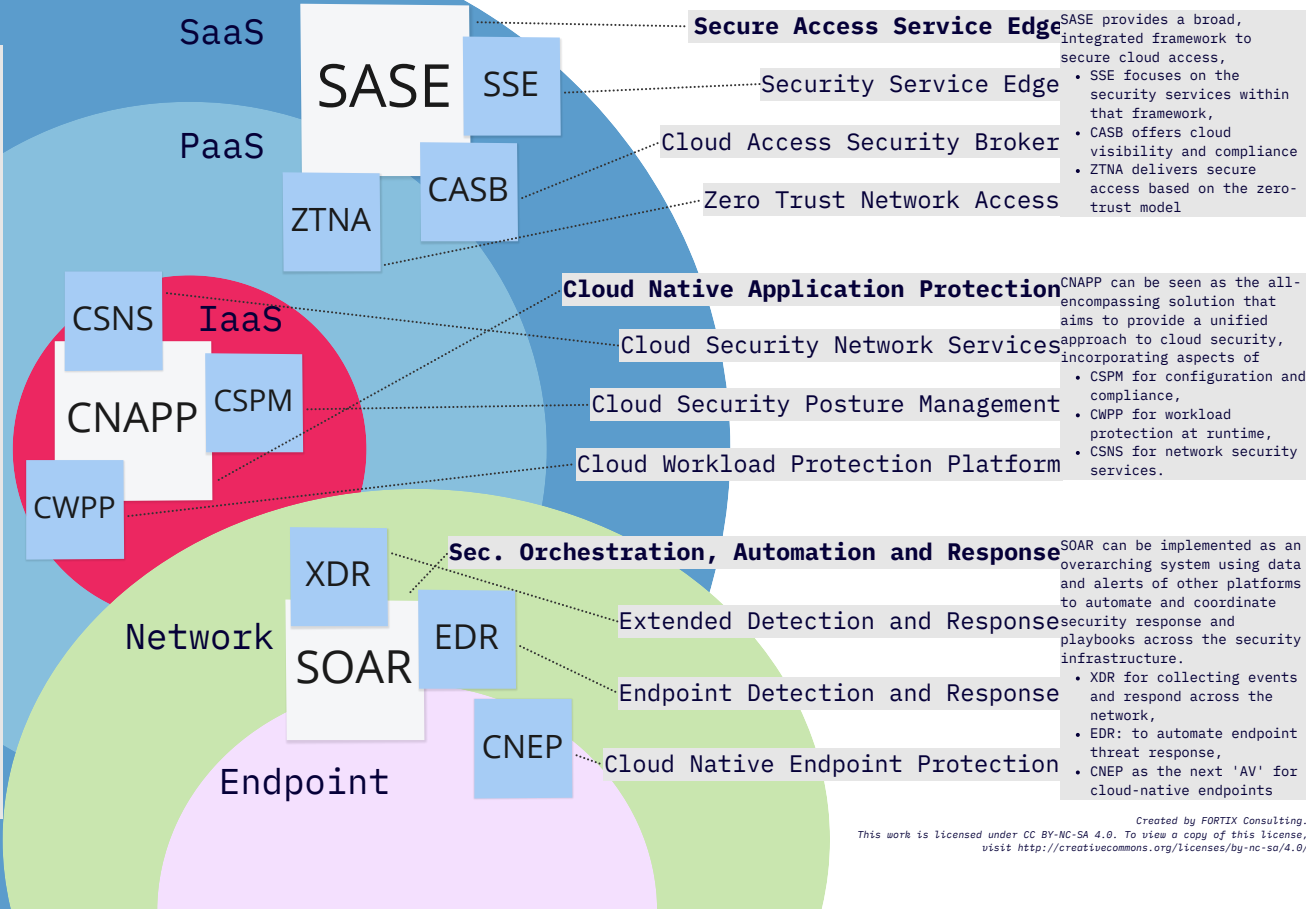 SaaS
SASE
SSE
PaaS
CASB
ZTNA
CSNS
IaaS
CNAPP
CSPM
CWPP
XDR
Network
EDR
SOAR
CNEP
Endpoint
Secure Access Service Edge
Security Service Edge
Cloud Access Security Broker
Zero Trust Network Access
SASE provides a broad,
integrated framework to
secure cloud access,
• SSE focuses on the
security services within
that framework,
• CASB offers cloud
visibility and compliance
• ZTNA delivers secure
access based on the zero-
trust model
Cloud Native Application Protection
Cloud Security Network Services
Cloud Security Posture Management
Cloud Workload Protection Platform
CNAPP can be seen as the all-
encompassing solution that
aims to provide a unified
approach to cloud security,
incorporating aspects of
• CSPM for configuration and
compliance,
• CWPP for workload
protection at runtime,
• CSNS for network security
services.
Sec. Orchestration, Automation and Response
Extended Detection and Response
Endpoint Detection and Response
Cloud Native Endpoint Protection
SOAR can be implemented as an
overarching system using data
and alerts of other platforms
to automate and coordinate
security response and
playbooks across the security
infrastructure.
• XDR for collecting events
and respond across the
network,
• EDR: to automate endpoint
threat response,
• CNEP as the next 'AV' for
cloud-native endpoints
Created by FORTIX Consulting.
This work is licensed under CC BY-NC-SA 4.0. To view a copy of this license,
visit http://creativecommons.org/licenses/by-nc-sa/4.0/